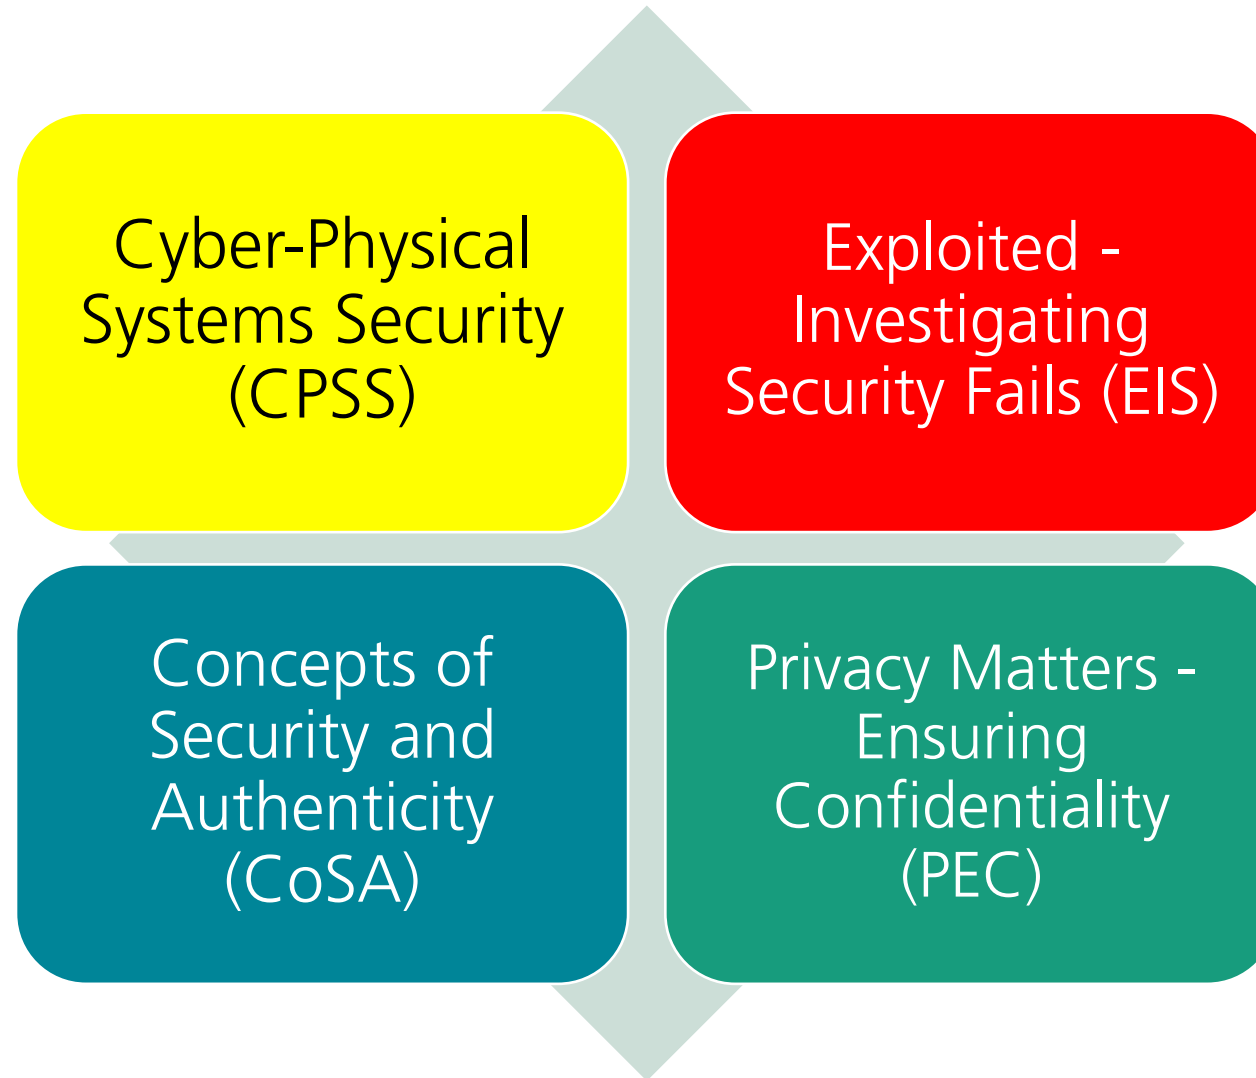 Cyber-Physical
Systems Security
(CPSS)
Exploited -
Investigating
Security Fails (EIS)
Concepts of
Security and
Authenticity
(CoSA)
Privacy Matters -
Ensuring
Confidentiality
(PEC)